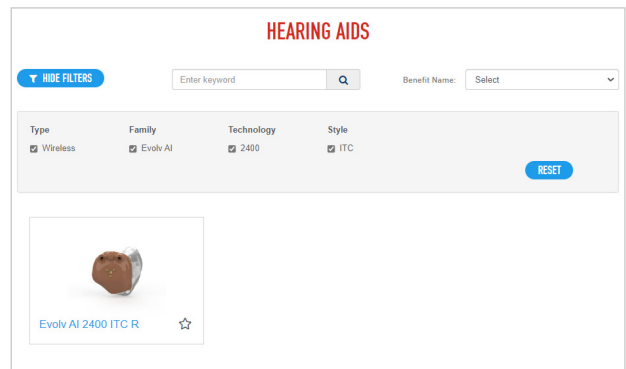 HEARING AIDS
HIDE FILTERS
Enter keyword
Benefit Name: Select
Type Family Technology Style
Wireless Evolv AI 2400 ITC
RESET
Evolv AI 2400 ITC R